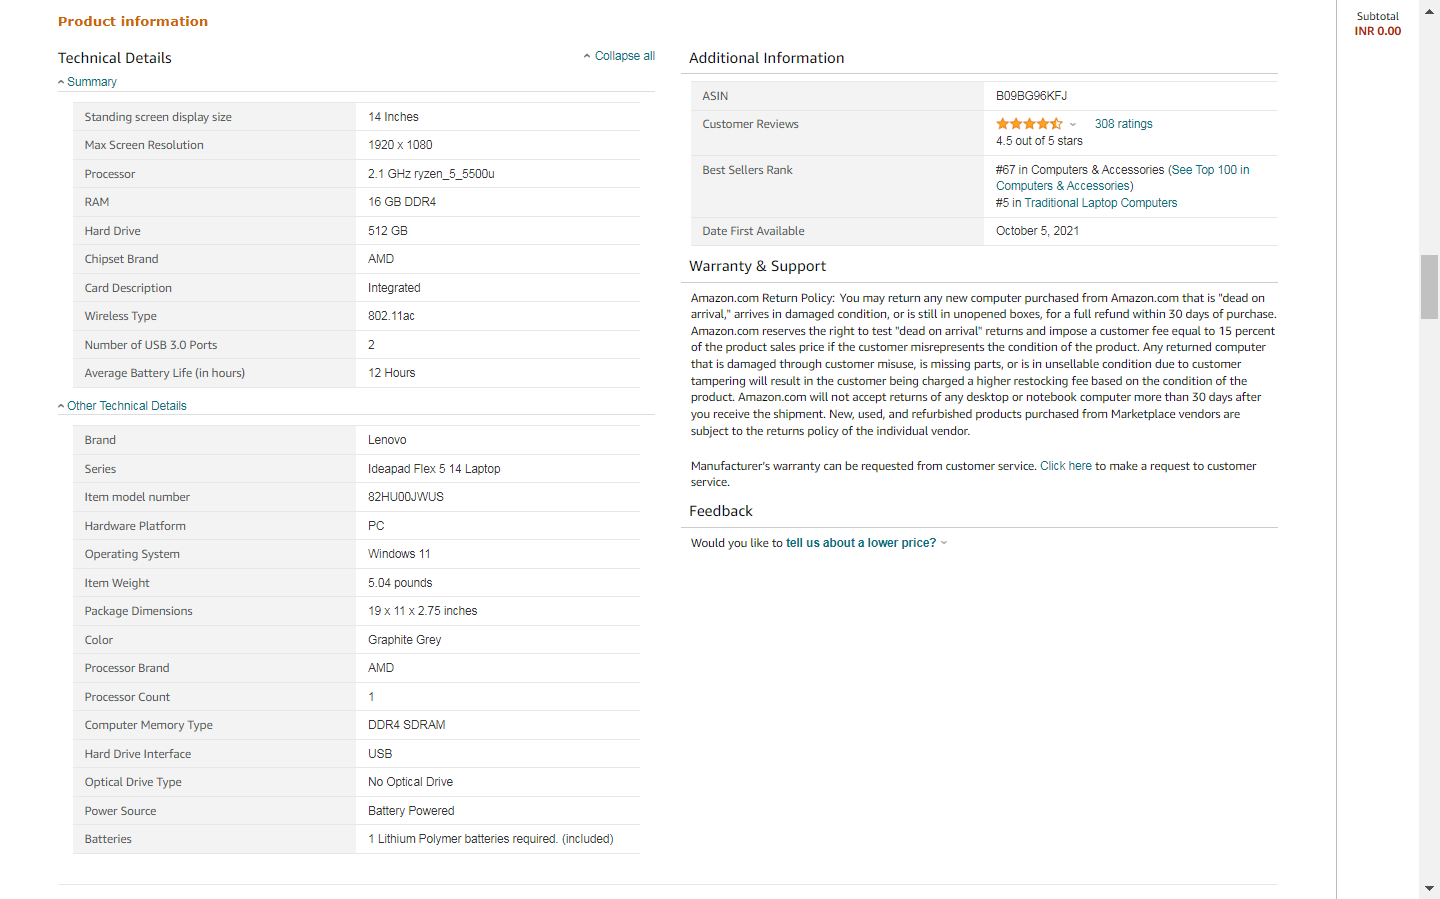 Product information
Technical Details
Collapse all
Summary
Standing screen display size 14 Inches
Max Screen Resolution 1920 x 1080
Processor 2.1 GHz ryzen_5_5500u
RAM 16 GB DDR4
Hard Drive 512 GB
Chipset Brand AMD
Card Description Integrated
Wireless Type 802.11ac
Number of USB 3.0 Ports 2
Average Battery Life (in hours) 12 Hours
Other Technical Details
Brand Lenovo
Series Ideapad Flex 5 14 Laptop
Item model number 82HU00JWUS
Hardware Platform PC
Operating System Windows 11
Item Weight 5.04 pounds
Package Dimensions 19 x 11 x 2.75 inches
Color Graphite Grey
Processor Brand AMD
Processor Count 1
Computer Memory Type DDR4 SDRAM
Hard Drive Interface USB
Optical Drive Type No Optical Drive
Power Source Battery Powered
Batteries 1 Lithium Polymer batteries required. (included)
Additional Information
ASIN B09BG96KFJ
Customer Reviews 308 ratings
4.5 out of 5 stars
Best Sellers Rank #67 in Computers & Accessories (See Top 100 in
Computers & Accessories)
#5 in Traditional Laptop Computers
Date First Available October 5, 2021
Warranty & Support
Amazon.com Return Policy: You may return any new computer purchased from Amazon.com that is "dead on
arrival," arrives in damaged condition, or is still in unopened boxes, for a full refund within 30 days of purchase.
Amazon.com reserves the right to test "dead on arrival" returns and impose a customer fee equal to 15 percent
of the product sales price if the customer misrepresents the condition of the product. Any returned computer
that is damaged through customer misuse, is missing parts, or is in unsellable condition due to customer
tampering will result in the customer being charged a higher restocking fee based on the condition of the
product. Amazon.com will not accept returns of any desktop or notebook computer more than 30 days after
you receive the shipment. New, used, and refurbished products purchased from Marketplace vendors are
subject to the returns policy of the individual vendor.
Manufacturer's warranty can be requested from customer service. Click here to make a request to customer
service.
Feedback
Would you like to tell us about a lower price?
Subtotal
INR 0.00